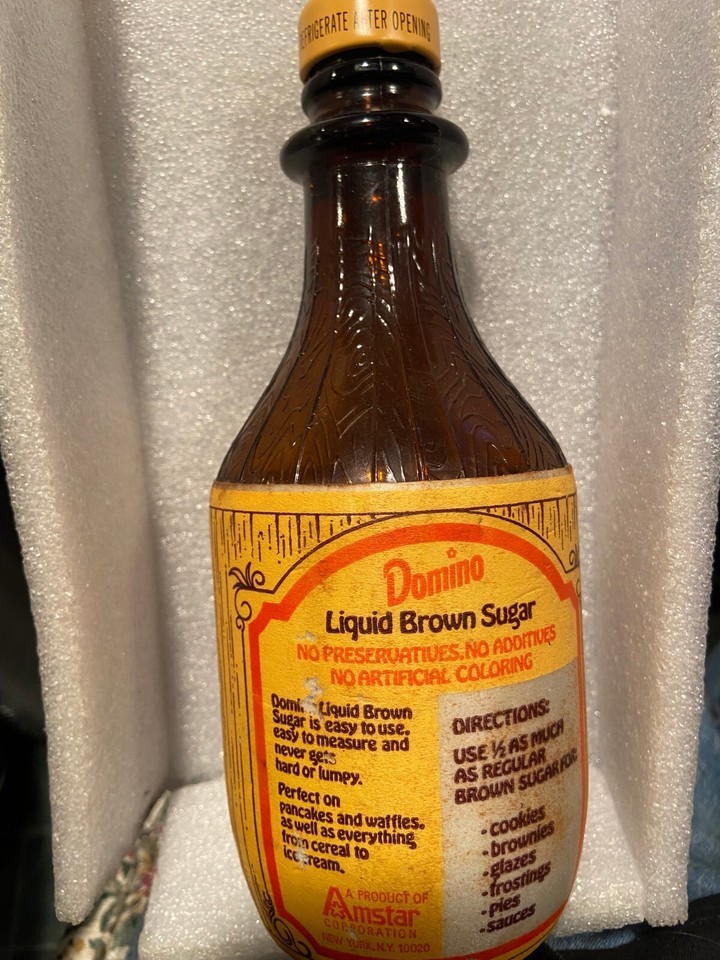 REFRIGERATE AFTER OPENING
Domino
Liquid Brown Sugar
NO PRESERVATIVES, NO ADDITIVES
NO ARTIFICIAL COLORING
Domino Liquid Brown
Sugar is easy to use,
easy to measure and
never gets
hard or lumpy.
Perfect on
pancakes and waffles,
as well as everything
from cereal to
ice cream.
A PRODUCT OF
Amstar
CORPORATION
NEW YORK, N.Y. 10020
DIRECTIONS:
USE ½ AS MUCH
AS REGULAR
BROWN SUGAR FOR:
• cookies
• brownies
• glazes
• frostings
• pies
• sauces